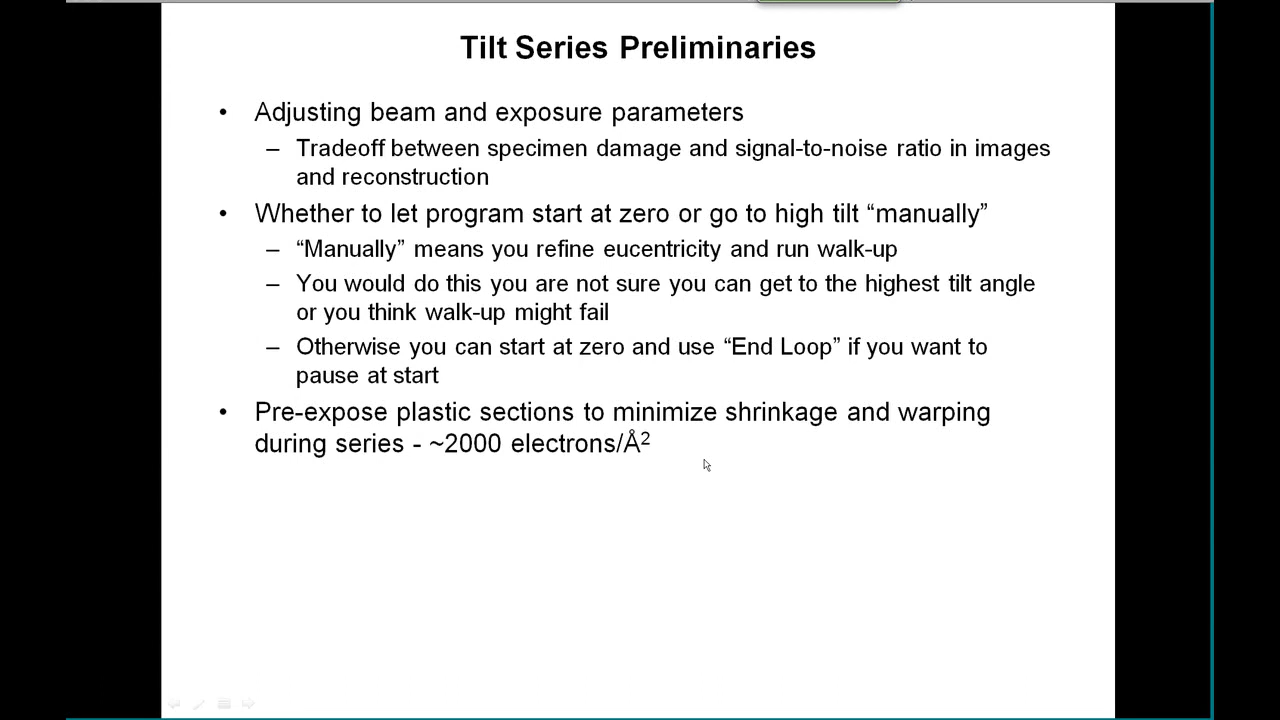 Tilt Series Preliminaries
• Adjusting beam and exposure parameters
– Tradeoff between specimen damage and signal-to-noise ratio in images
and reconstruction
• Whether to let program start at zero or go to high tilt “manually”
– “Manually” means you refine eucentricity and run walk-up
– You would do this you are not sure you can get to the highest tilt angle
or you think walk-up might fail
– Otherwise you can start at zero and use “End Loop” if you want to
pause at start
• Pre-expose plastic sections to minimize shrinkage and warping
during series - ~2000 electrons/Å²